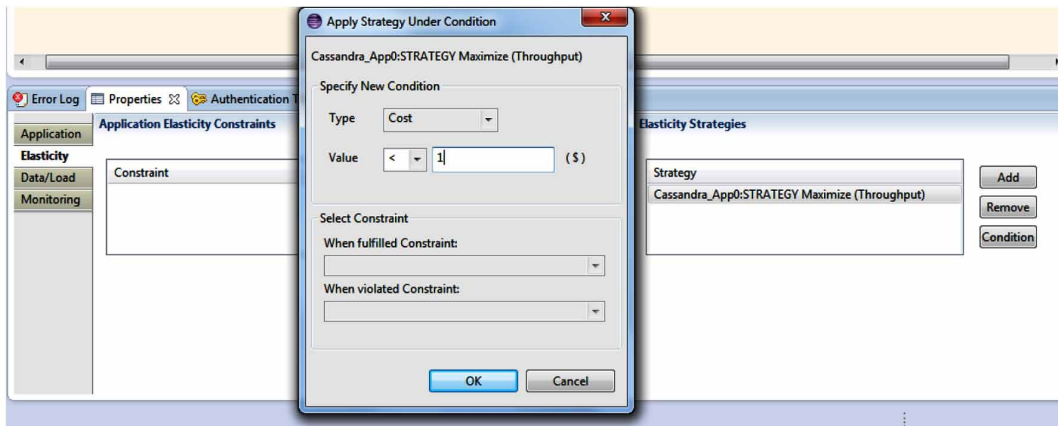 Apply Strategy Under Condition
Cassandra_App0:STRATEGY Maximize (Throughput)
Specify New Condition
Type Cost
Value < 1 ($)
Select Constraint
When fulfilled Constraint:
When violated Constraint:
OK Cancel
Error Log Properties Authentication T
Application
Elasticity
Data/Load
Monitoring
Application Elasticity Constraints
Constraint
Elasticity Strategies
Strategy
Cassandra_App0:STRATEGY Maximize (Throughput)
Add
Remove
Condition